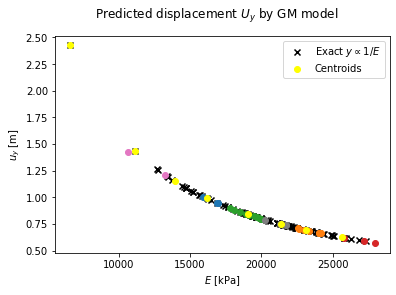 Predicted displacement $U_y$ by GM model
2.50
2.25
2.00
1.75
1.50
1.25
1.00
0.75
0.50
$u_y$ [m]
Exact $y \propto 1/E$
Centroids
10000 15000 20000 25000
$E$ [kPa]